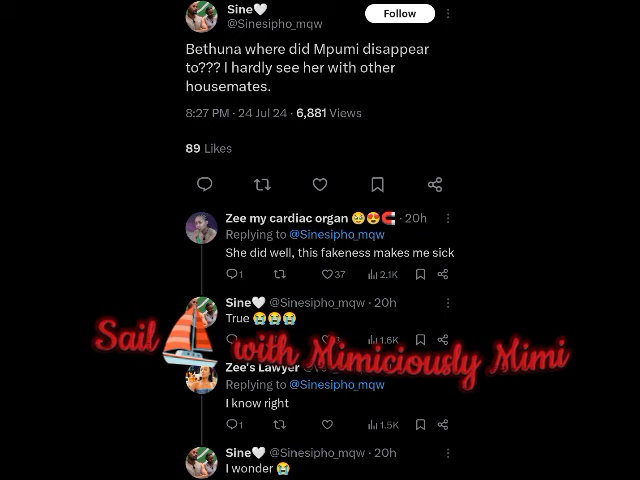 Sine🤍
@Sinesipho_mqw
Follow
Bethuna where did Mpumi disappear
to??? I hardly see her with other
housemates.
8:27 PM · 24 Jul 24 · 6,881 Views
89 Likes
Zee my cardiac organ 🥹😍🧲 · 20h
Replying to @Sinesipho_mqw
She did well, this fakeness makes me sick
1 37 2.1K
Sine🤍 @Sinesipho_mqw · 20h
True 😭😭😭
1.6K
Sail ⛵ with Mimiciously Mimi
Zee's Lawyer
Replying to @Sinesipho_mqw
I know right
1 1.5K
Sine🤍 @Sinesipho_mqw · 20h
I wonder 😭